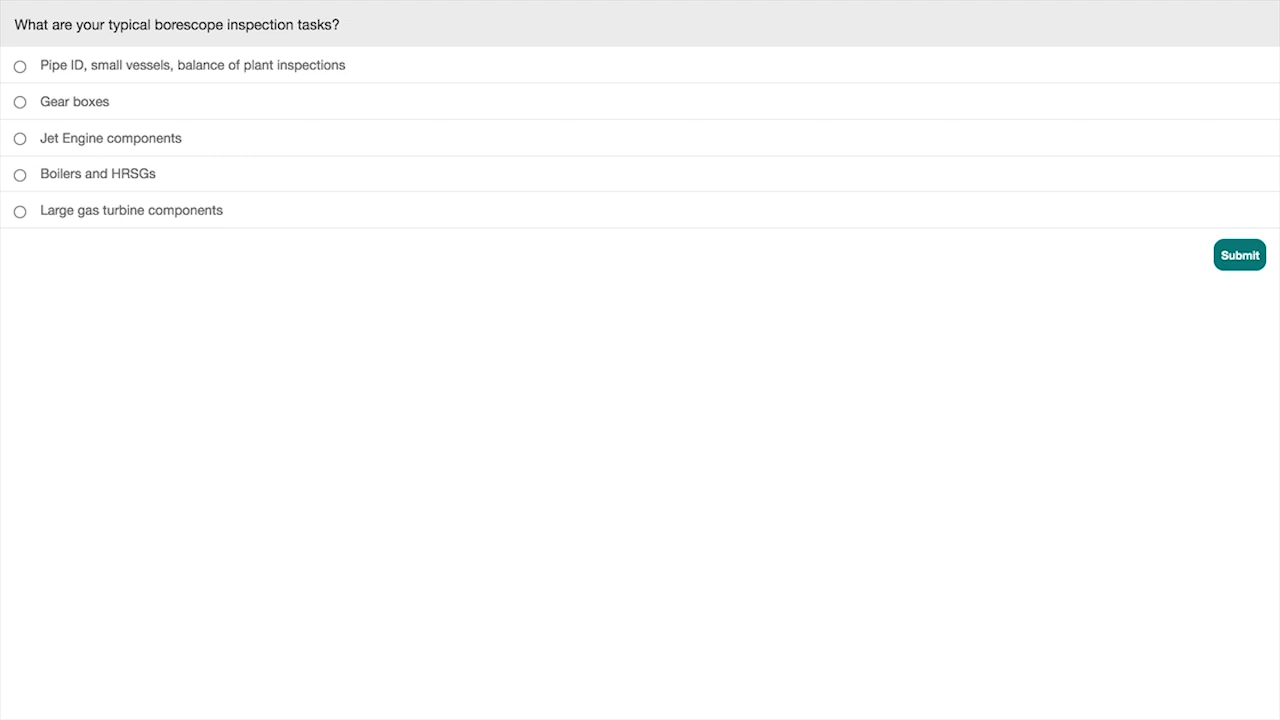 What are your typical borescope inspection tasks?
Pipe ID, small vessels, balance of plant inspections
Gear boxes
Jet Engine components
Boilers and HRSGs
Large gas turbine components
Submit